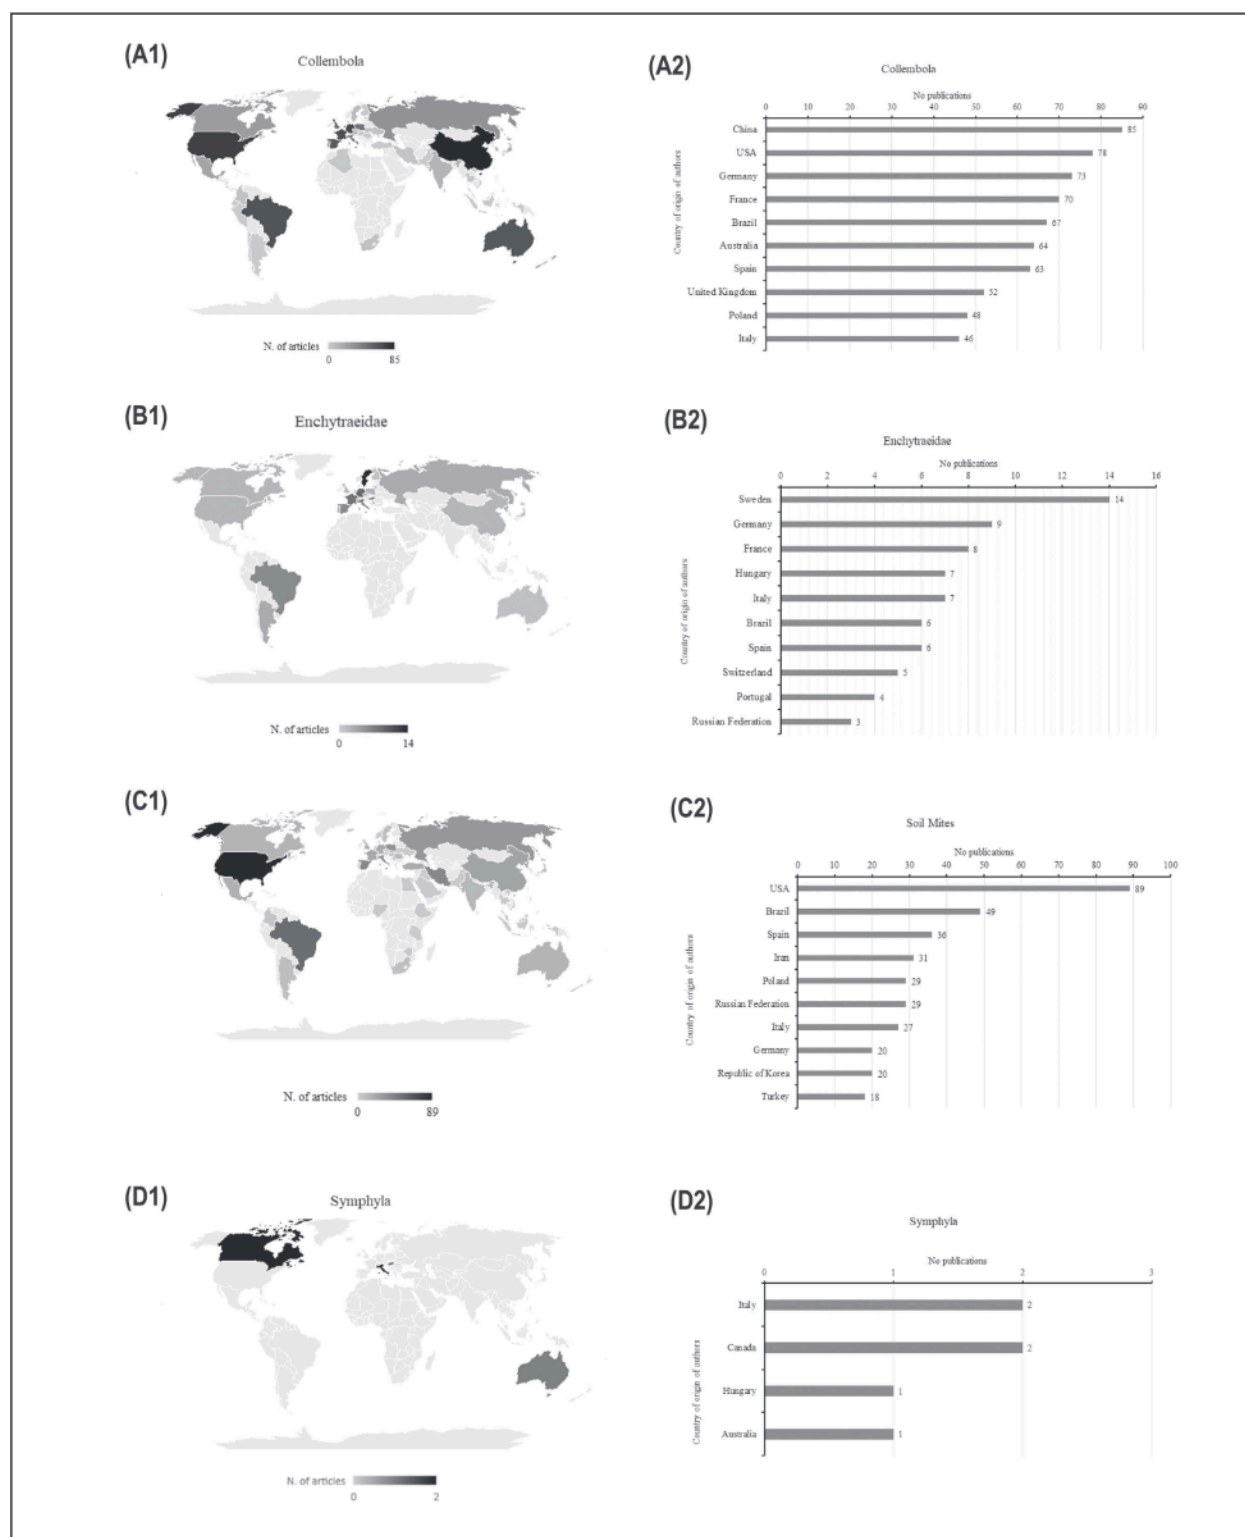 (A1)
Collembola
N. of articles
0 85
(A2)
Collembola
No publications
0 10 20 30 40 50 60 70 80 90
Country of origin of authors
China 85
USA 78
Germany 73
France 70
Brazil 67
Australia 64
Spain 63
United Kingdom 52
Poland 48
Italy 46
(B1)
Enchytraeidae
N. of articles
0 14
(B2)
Enchytraeidae
No publications
0 2 4 6 8 10 12 14 16
Country of origin of authors
Sweden 14
Germany 9
France 8
Hungary 7
Italy 7
Brazil 6
Spain 6
Switzerland 5
Portugal 4
Russian Federation 3
(C1)
N. of articles
0 89
(C2)
Soil Mites
No publications
0 10 20 30 40 50 60 70 80 90 100
Country of origin of authors
USA 89
Brazil 49
Spain 36
Iran 31
Poland 29
Russian Federation 29
Italy 27
Germany 20
Republic of Korea 20
Turkey 18
(D1)
Symphyla
N. of articles
0 2
(D2)
Symphyla
No publications
0 1 2 3
Country of origin of authors
Italy 2
Canada 2
Hungary 1
Australia 1